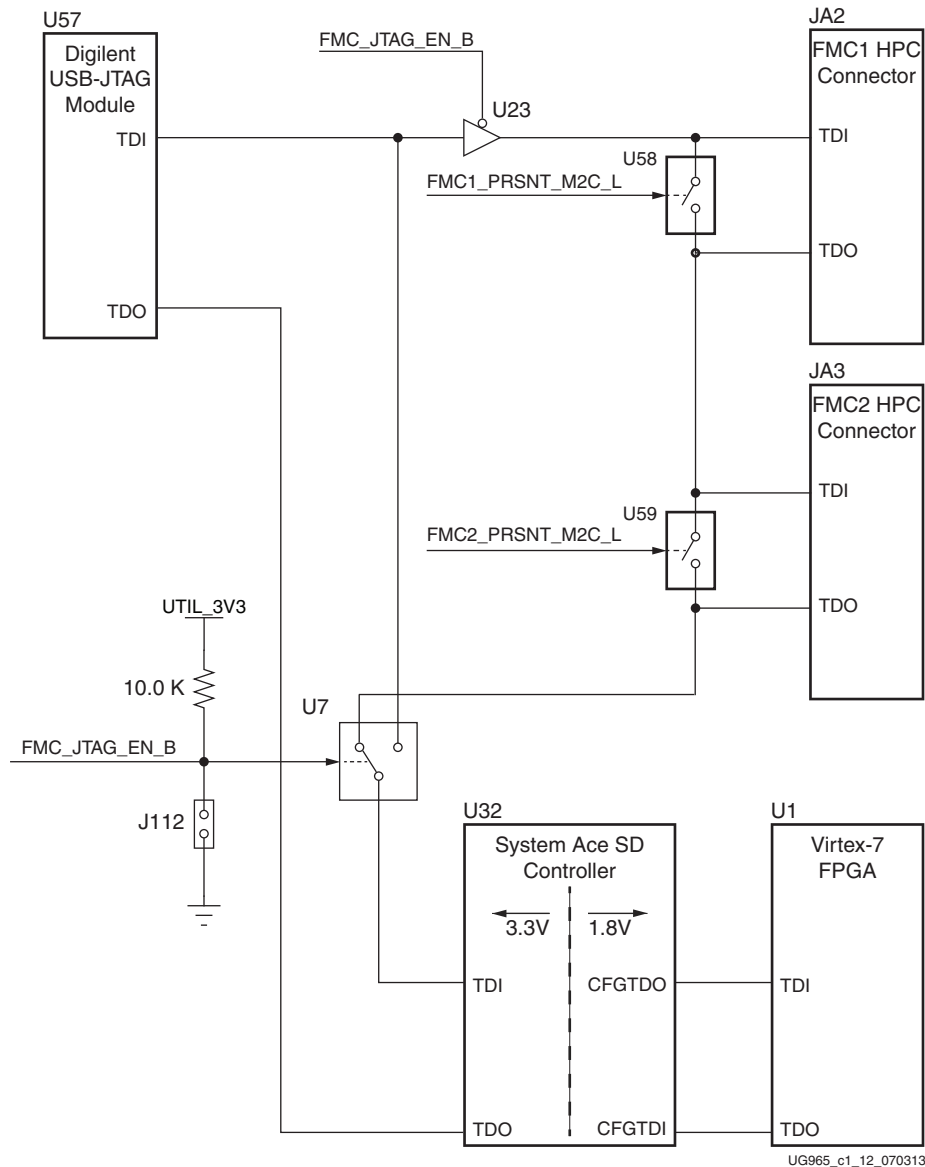 U57
Digilent
USB-JTAG
Module
TDI
TDO
FMC_JTAG_EN_B
U23
JA2
FMC1 HPC
Connector
TDI
TDO
U58
FMC1_PRSNT_M2C_L
JA3
FMC2 HPC
Connector
TDI
TDO
U59
FMC2_PRSNT_M2C_L
UTIL_3V3
10.0 K
U7
FMC_JTAG_EN_B
J112
U32
System Ace SD
Controller
3.3V
1.8V
TDI
CFGTDO
TDO
CFGTDI
U1
Virtex-7
FPGA
TDI
TDO
UG965_c1_12_070313